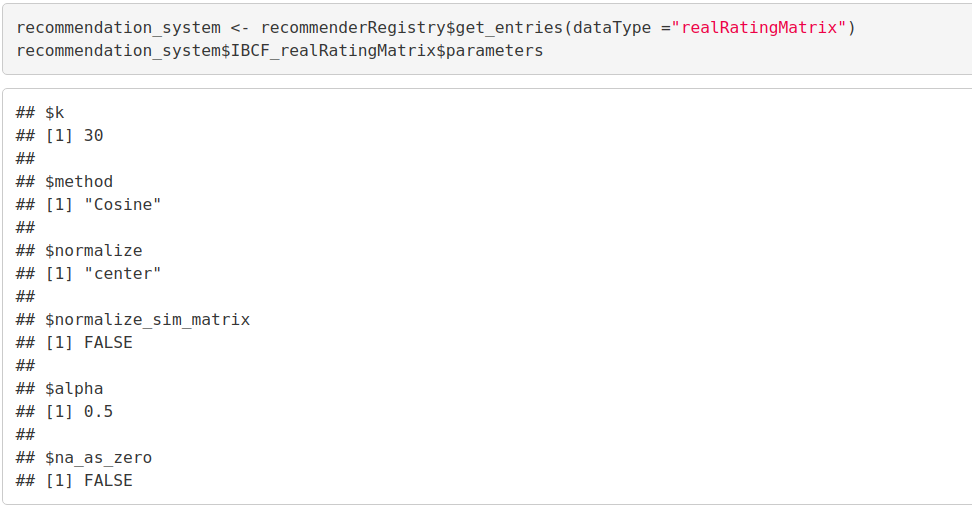 recommendation_system <- recommenderRegistry$get_entries(dataType ="realRatingMatrix")
recommendation_system$IBCF_realRatingMatrix$parameters
## $k
## [1] 30
##
## $method
## [1] "Cosine"
##
## $normalize
## [1] "center"
##
## $normalize_sim_matrix
## [1] FALSE
##
## $alpha
## [1] 0.5
##
## $na_as_zero
## [1] FALSE